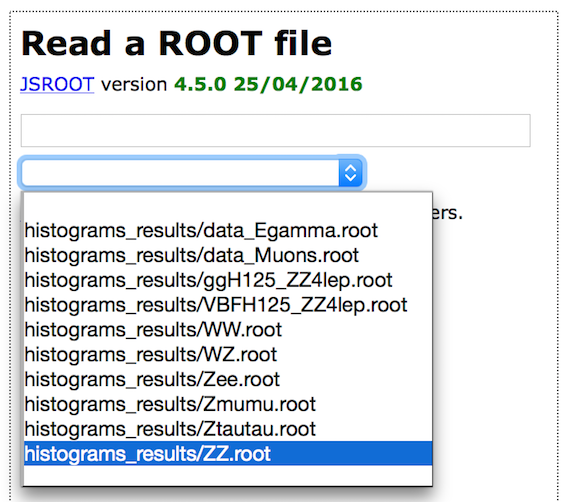 Read a ROOT file
JSROOT version 4.5.0 25/04/2016
ers.
histograms_results/data_Egamma.root
histograms_results/data_Muons.root
histograms_results/ggH125_ZZ4lep.root
histograms_results/VBFH125_ZZ4lep.root
histograms_results/WW.root
histograms_results/WZ.root
histograms_results/Zee.root
histograms_results/Zmumu.root
histograms_results/Ztautau.root
histograms_results/ZZ.root